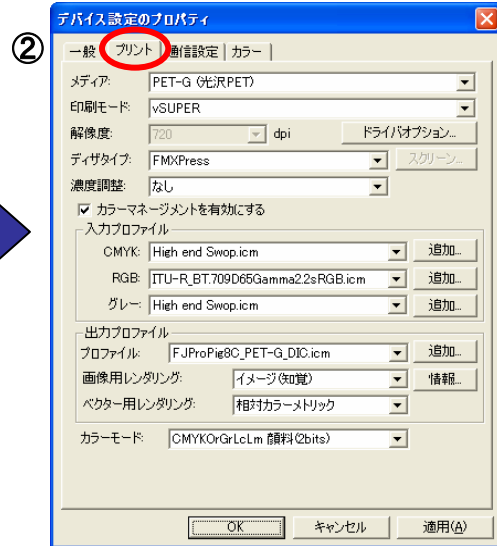 デバイス設定のプロパティ
②
一般 プリント 通信設定 カラー
メディア: PET-G (光沢PET)
印刷モード: vSUPER
解像度: 720 dpi ドライバオプション...
ディザタイプ: FMXPress スクリーン...
濃度調整: なし
カラーマネージメントを有効にする
入力プロファイル
CMYK: High end Swop.icm 追加...
RGB: ITU-R_BT.709D65Gamma2.2sRGB.icm 追加...
グレー: High end Swop.icm 追加...
出力プロファイル
プロファイル: FJProPig8C_PET-G_DIC.icm 追加...
画像用レンダリング: イメージ(知覚) 情報...
ベクター用レンダリング: 相対カラーメトリック
カラーモード: CMYKOrGrLcLm 顔料(2bits)
OK キャンセル 適用(A)